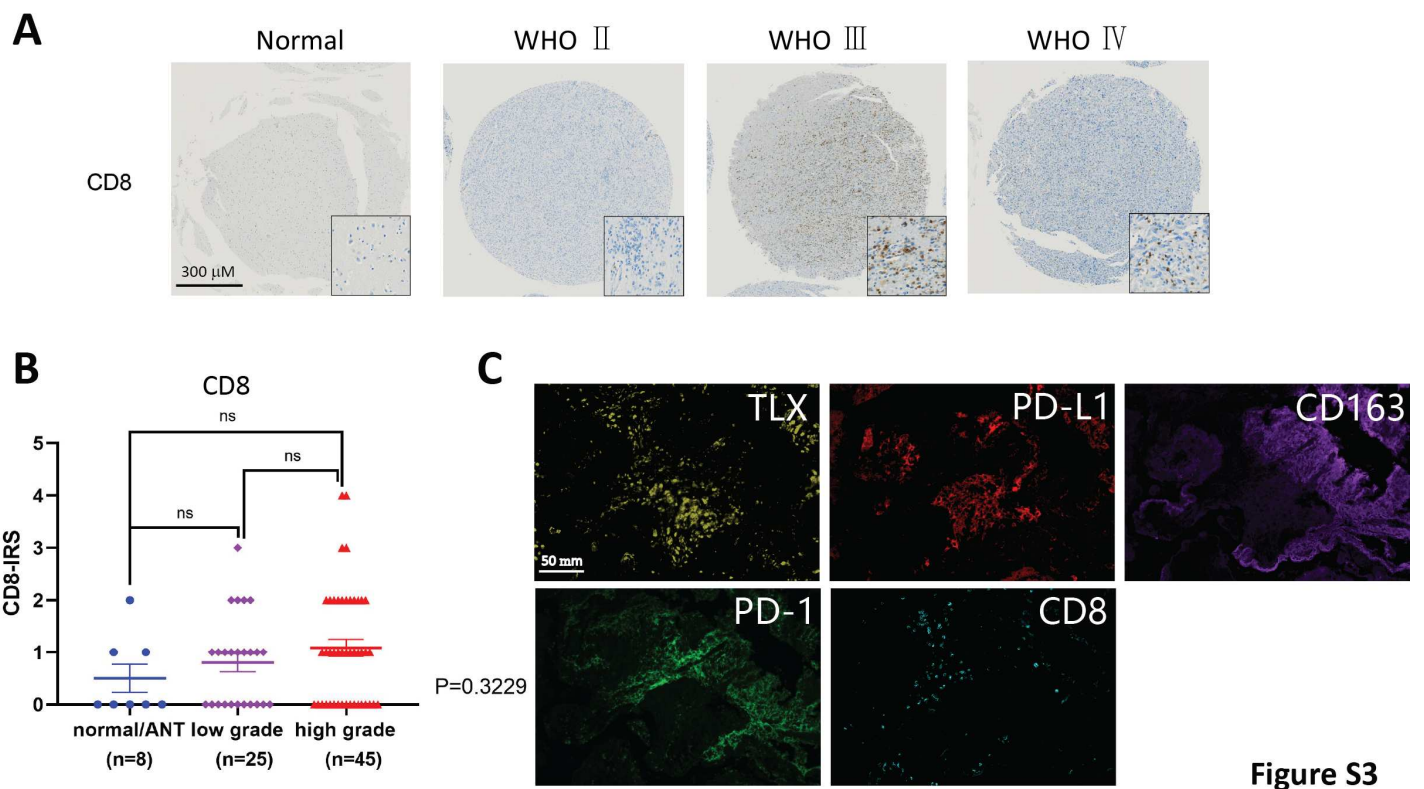 A
Normal
WHO Ⅱ
WHO Ⅲ
WHO Ⅳ
CD8
300 μM
B
CD8
ns
ns
ns
5
4
3
2
1
0
CD8-IRS
normal/ANT low grade high grade
(n=8) (n=25) (n=45)
P=0.3229
C
TLX
50 mm
PD-L1
CD163
PD-1
CD8
Figure S3